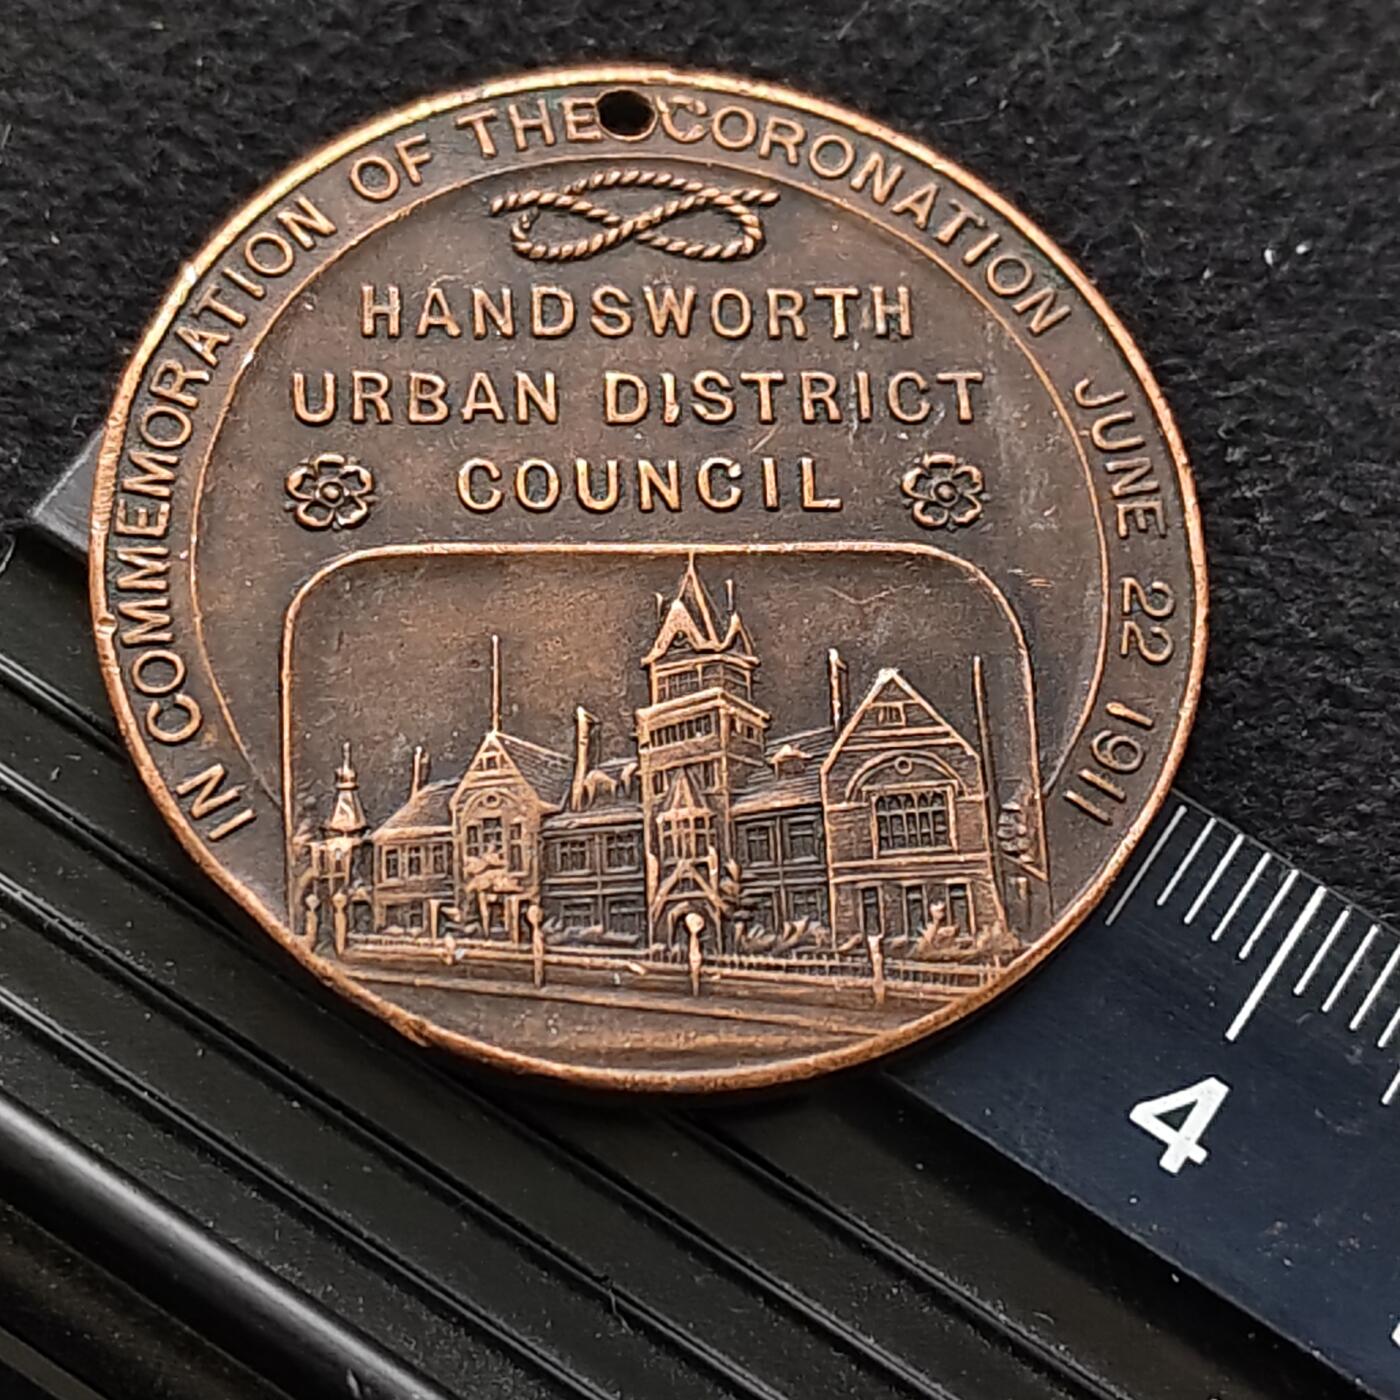 IN COMMEMORATION OF THE CORONATION JUNE 22 1911
HANDSWORTH
URBAN DISTRICT
COUNCIL
4